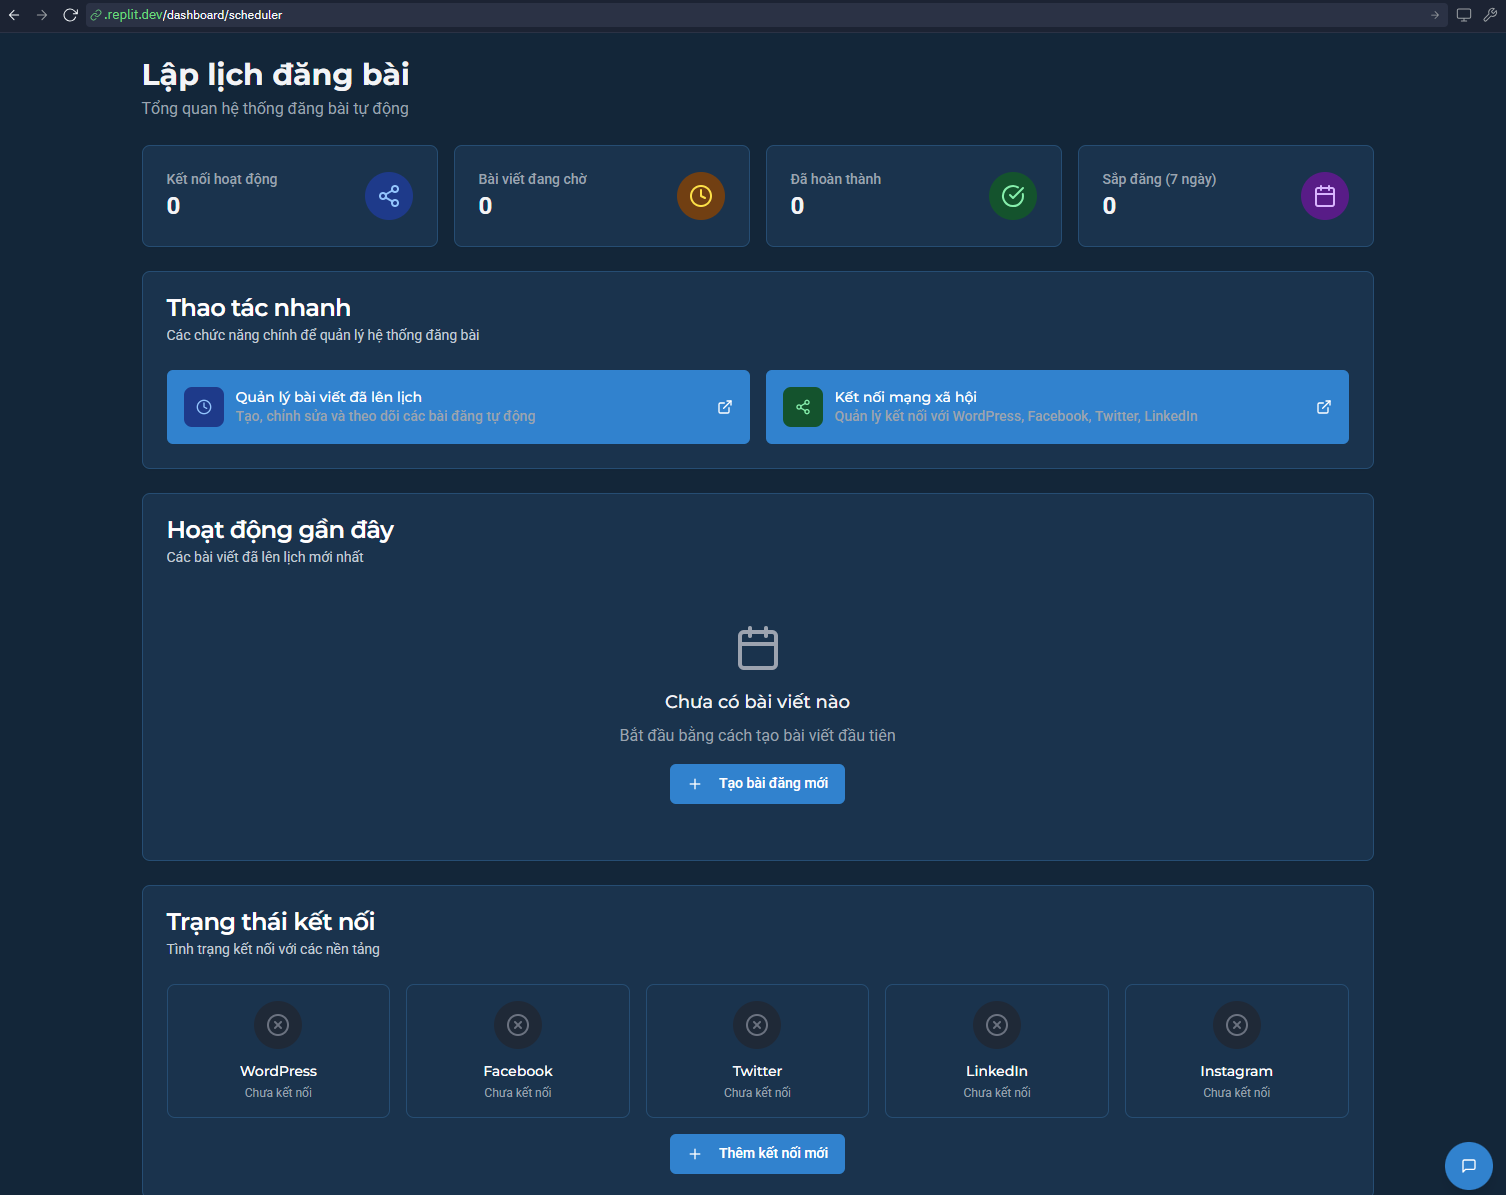 .replit.dev/dashboard/scheduler
Lập lịch đăng bài
Tổng quan hệ thống đăng bài tự động
Kết nối hoạt động
0
Bài viết đang chờ
0
Đã hoàn thành
0
Sắp đăng (7 ngày)
0
Thao tác nhanh
Các chức năng chính để quản lý hệ thống đăng bài
Quản lý bài viết đã lên lịch
Tạo, chỉnh sửa và theo dõi các bài đăng tự động
Kết nối mạng xã hội
Quản lý kết nối với WordPress, Facebook, Twitter, LinkedIn
Hoạt động gần đây
Các bài viết đã lên lịch mới nhất
Chưa có bài viết nào
Bắt đầu bằng cách tạo bài viết đầu tiên
Tạo bài đăng mới
Trạng thái kết nối
Tình trạng kết nối với các nền tảng
WordPress
Chưa kết nối
Facebook
Chưa kết nối
Twitter
Chưa kết nối
LinkedIn
Chưa kết nối
Instagram
Chưa kết nối
Thêm kết nối mới